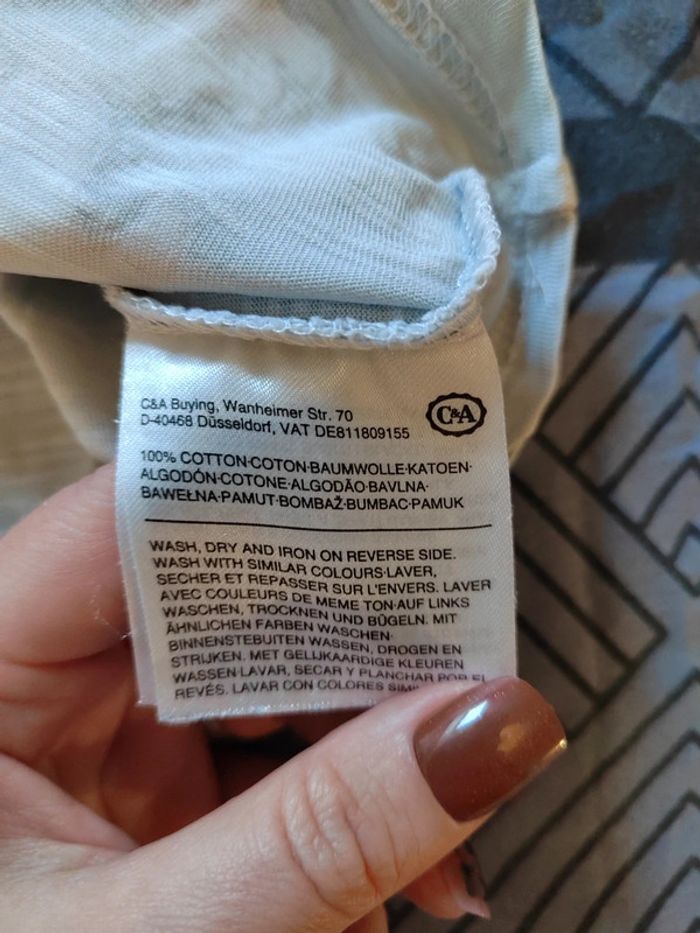 C&A Buying, Wanheimer Str. 70
D-40468 Düsseldorf, VAT DE811809155
C&A
100% COTTON·COTON·BAUMWOLLE·KATOEN·
ALGODÓN·COTONE·ALGODÃO·BAVLNA·
BAWEŁNA·PAMUT·BOMBAŽ·BUMBAC·PAMUK
WASH, DRY AND IRON ON REVERSE SIDE.
WASH WITH SIMILAR COLOURS·LAVER,
SECHER ET REPASSER SUR L'ENVERS. LAVER
AVEC COULEURS DE MEME TON·AUF LINKS
WASCHEN, TROCKNEN UND BÜGELN. MIT
ÄHNLICHEN FARBEN WASCHEN·
BINNENSTEBUITEN WASSEN, DROGEN EN
STRIJKEN. MET GELIJKAARDIGE KLEUREN
WASSEN·LAVAR, SECAR Y PLANCHAR POR EL
REVÉS. LAVAR CON COLORES